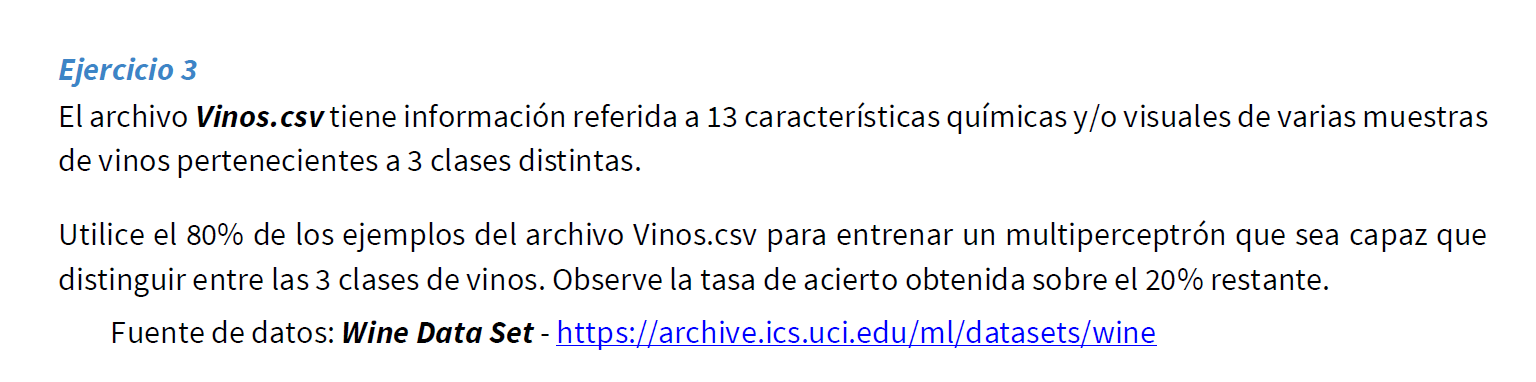 Ejercicio 3
El archivo Vinos.csv tiene información referida a 13 características químicas y/o visuales de varias muestras
de vinos pertenecientes a 3 clases distintas.
Utilice el 80% de los ejemplos del archivo Vinos.csv para entrenar un multiperceptrón que sea capaz que
distinguir entre las 3 clases de vinos. Observe la tasa de acierto obtenida sobre el 20% restante.
Fuente de datos: Wine Data Set - https://archive.ics.uci.edu/ml/datasets/wine